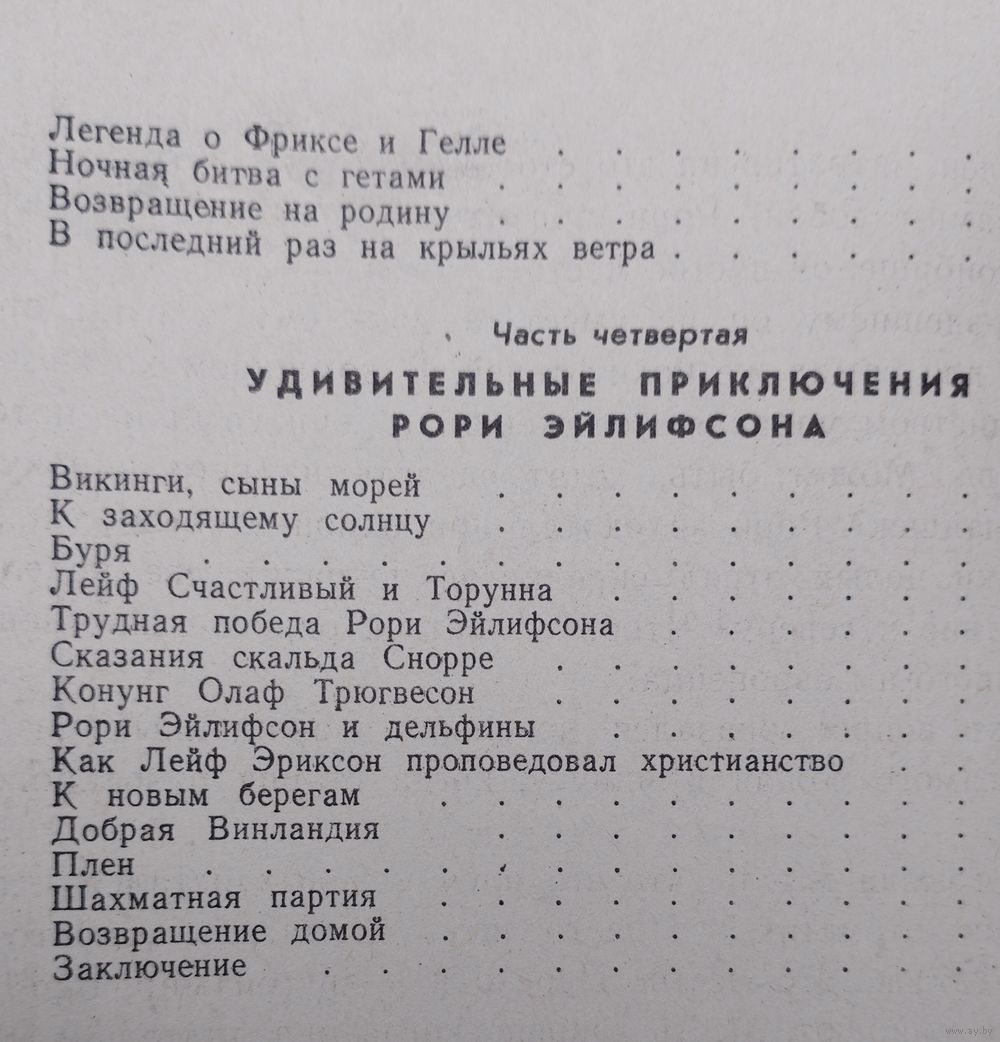 Легенда о Фриксе и Гелле . . . . . . . .
Ночная битва с гетами . . . . . . . . .
Возвращение на родину . . . . . . . . .
В последний раз на крыльях ветра . . . . . .
Часть четвертая
УДИВИТЕЛЬНЫЕ ПРИКЛЮЧЕНИЯ
РОРИ ЭЙЛИФСОНА
Викинги, сыны морей . . . . . . . . .
К заходящему солнцу . . . . . . . . .
Буря . . . . . . . . . . . . . .
Лейф Счастливый и Торунна . . . . . . .
Трудная победа Рори Эйлифсона . . . . . .
Сказания скальда Снорре . . . . . . . .
Конунг Олаф Трюгвесон . . . . . . . .
Рори Эйлифсон и дельфины . . . . . . .
Как Лейф Эриксон проповедовал христианство . .
К новым берегам . . . . . . . . . .
Добрая Винландия . . . . . . . . .
Плен . . . . . . . . . . . . . .
Шахматная партия . . . . . . . . . .
Возвращение домой . . . . . . . . . .
Заключение . . . . . . . . . . . .
www.ay.by